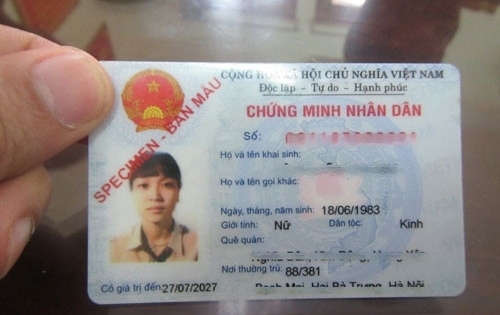 CỘNG HÒA XÃ HỘI CHỦ NGHĨA VIỆT NAM
Độc lập - Tự do - Hạnh phúc
CHỨNG MINH NHÂN DÂN
SPECIMEN - BẢN MẪU
Số:
Họ và tên khai sinh:
Họ và tên gọi khác:
Ngày, tháng, năm sinh: 18/06/1983
Giới tính: Nữ Dân tộc: Kinh
Quê quán:
Nơi thường trú: 88/381
Bạch Mai, Hai Bà Trưng, Hà Nội
Có giá trị đến: 27/07/2027